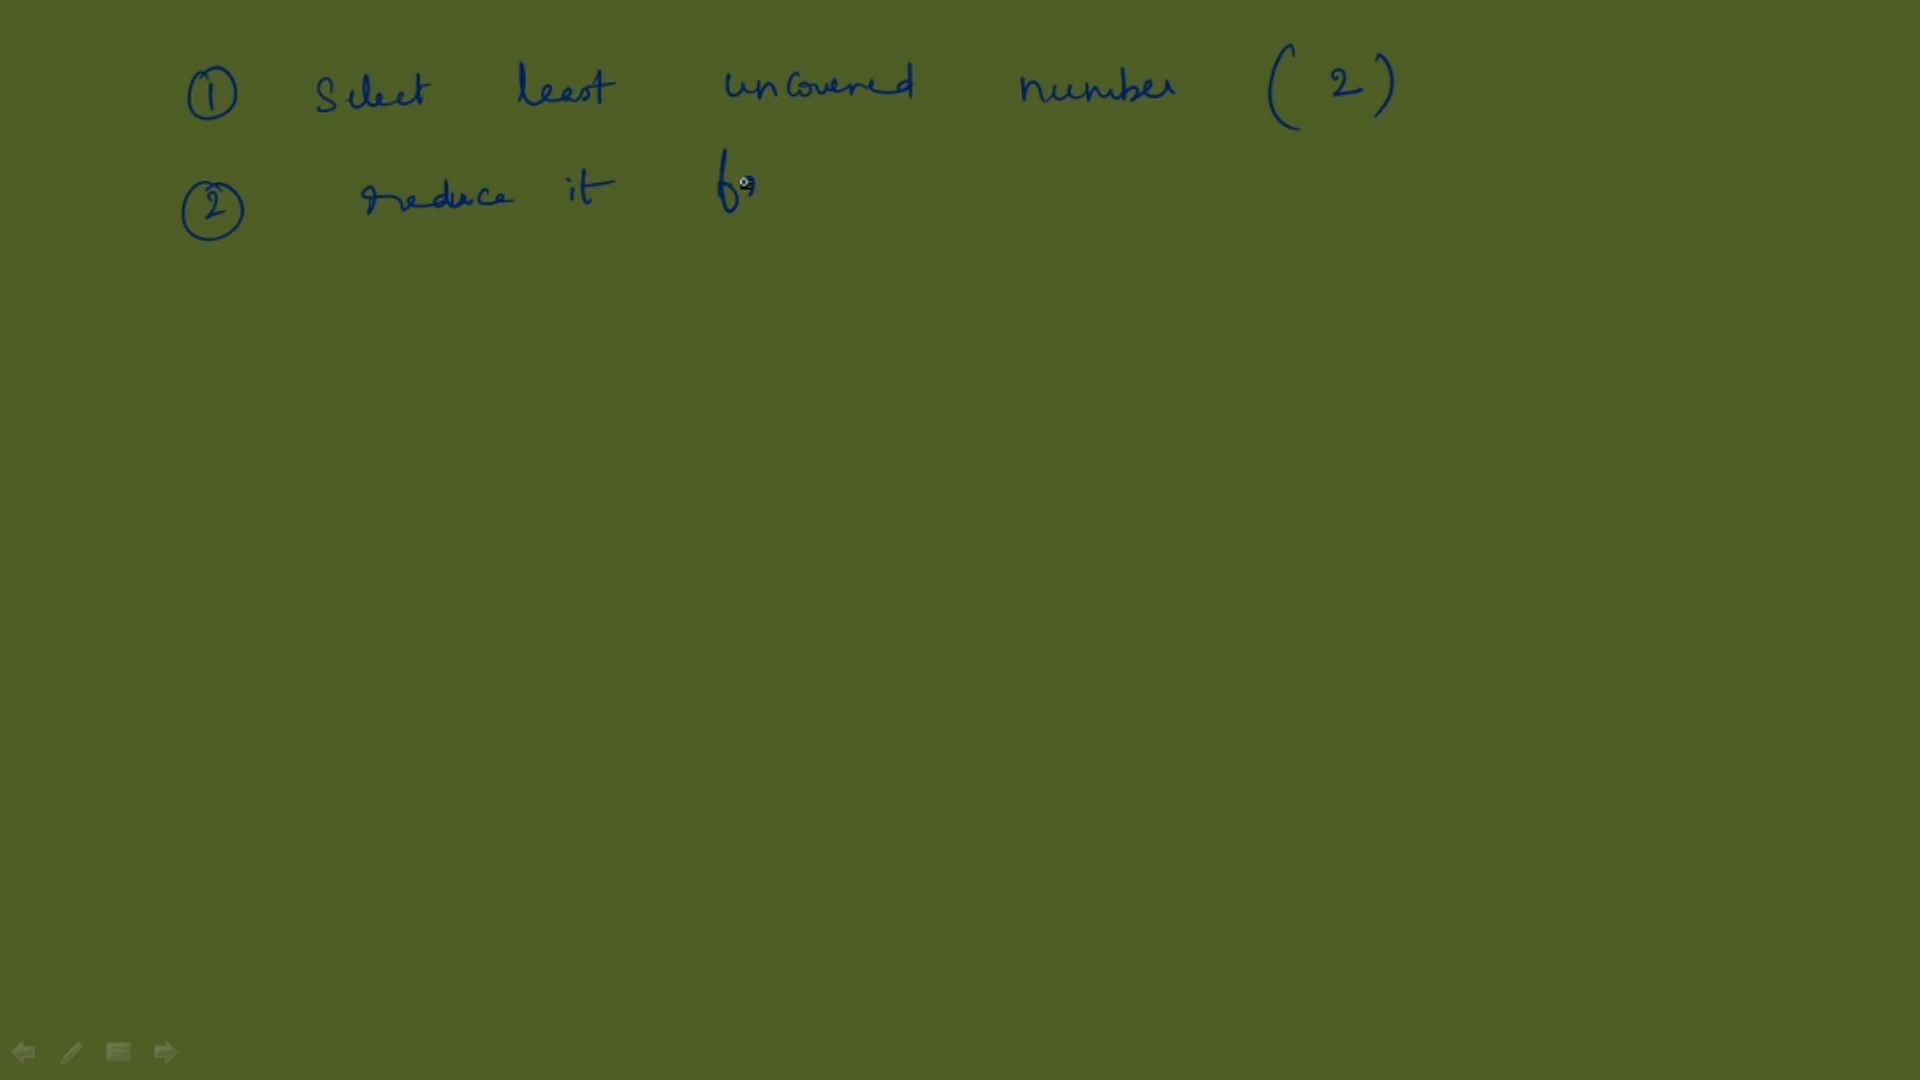 ① Select least uncovered number (2)
② reduce it